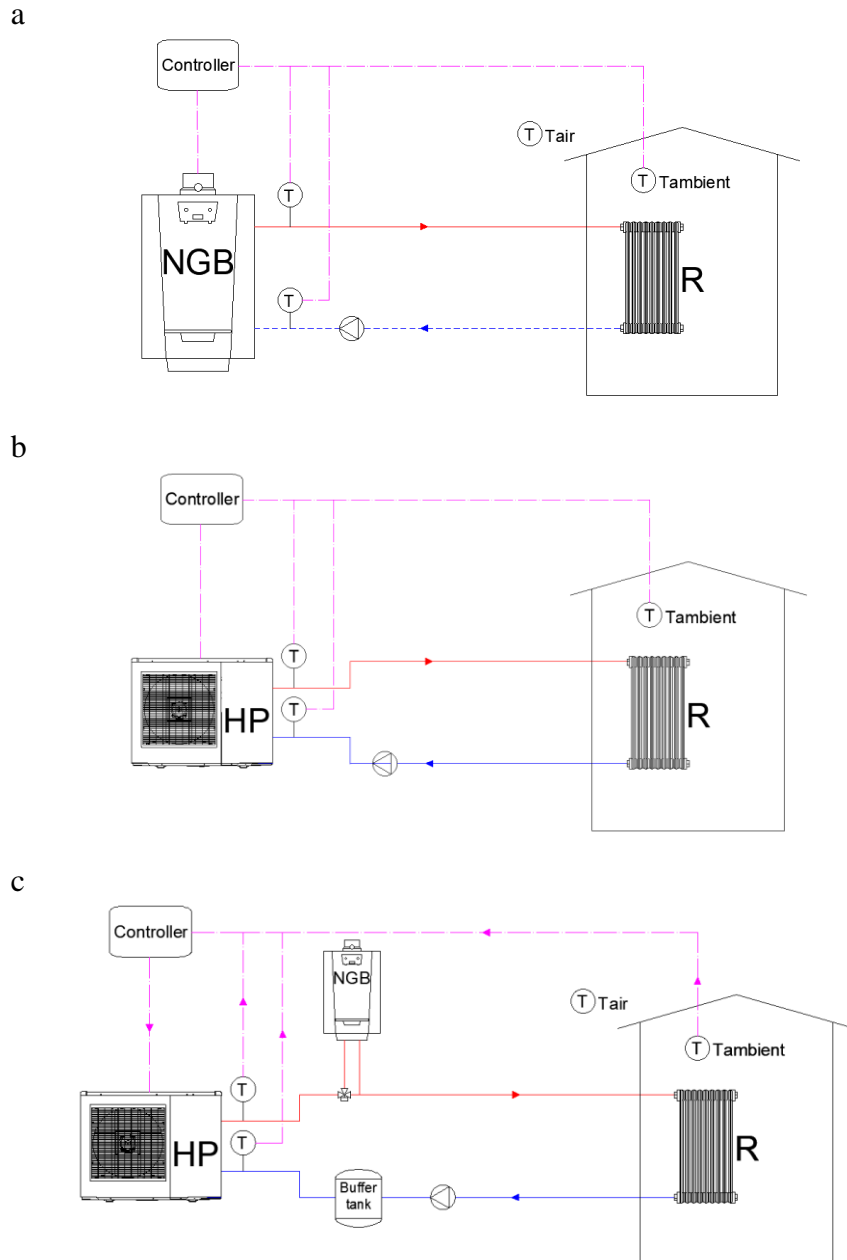 a
Controller
T Tair
T Tambient
T
NGB
R
T
b
Controller
T Tambient
T
HP
T
R
c
Controller
NGB
T Tair
T Tambient
T
HP
T
R
Buffer
tank